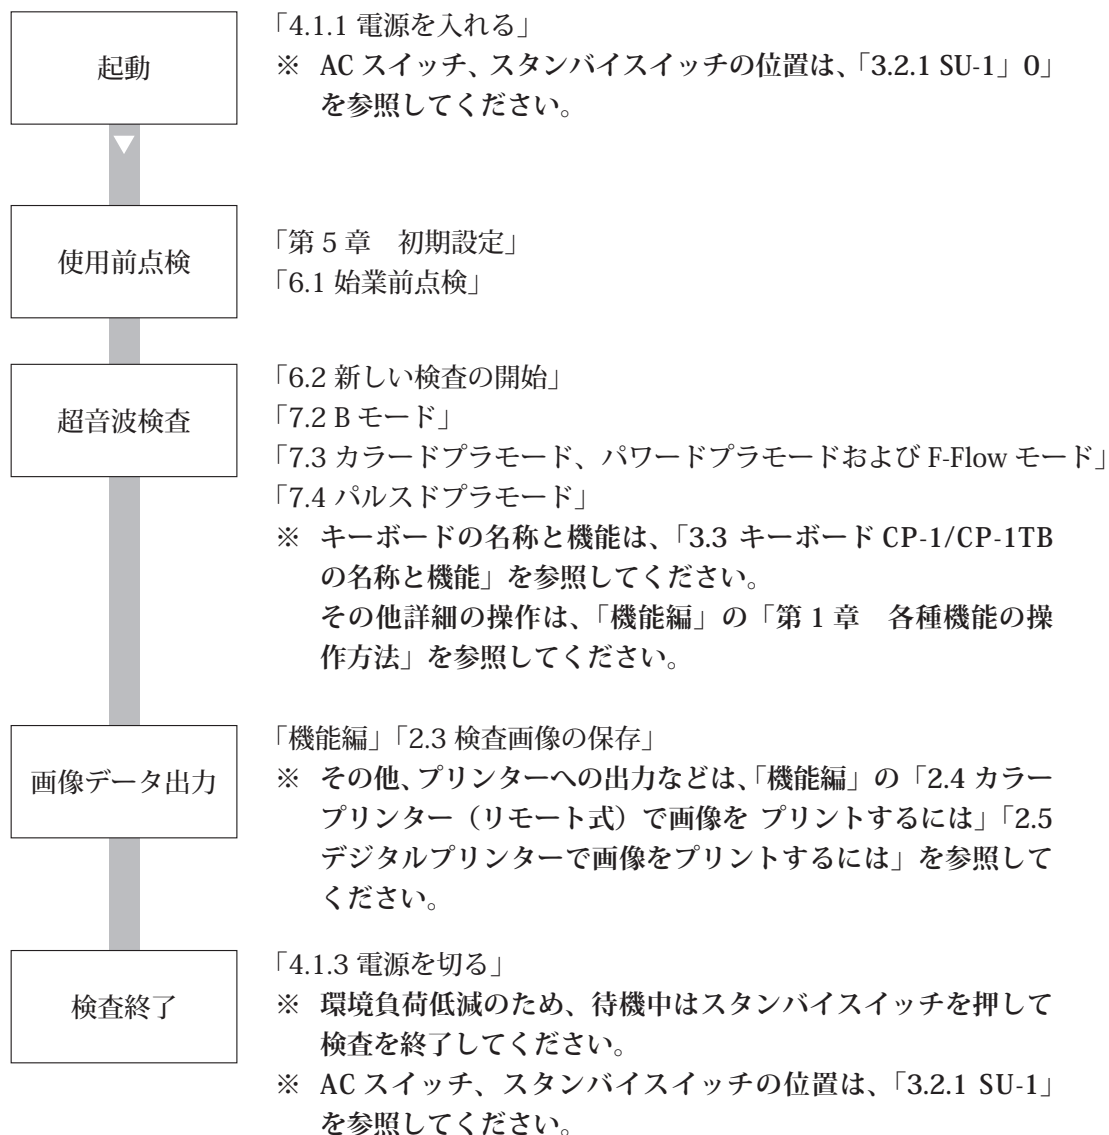 起動
「4.1.1 電源を入れる」
※ AC スイッチ、スタンバイスイッチの位置は、「3.2.1 SU-1」0」
を参照してください。
使用前点検
「第 5 章　初期設定」
「6.1 始業前点検」
超音波検査
「6.2 新しい検査の開始」
「7.2 B モード」
「7.3 カラードプラモード、パワードプラモードおよび F-Flow モード」
「7.4 パルスドプラモード」
※ キーボードの名称と機能は、「3.3 キーボード CP-1/CP-1TB
の名称と機能」を参照してください。
その他詳細の操作は、「機能編」の「第 1 章　各種機能の操
作方法」を参照してください。
画像データ出力
「機能編」「2.3 検査画像の保存」
※ その他、プリンターへの出力などは、「機能編」の「2.4 カラー
プリンター（リモート式）で画像を プリントするには」「2.5
デジタルプリンターで画像をプリントするには」を参照して
ください。
検査終了
「4.1.3 電源を切る」
※ 環境負荷低減のため、待機中はスタンバイスイッチを押して
検査を終了してください。
※ AC スイッチ、スタンバイスイッチの位置は、「3.2.1 SU-1」
を参照してください。